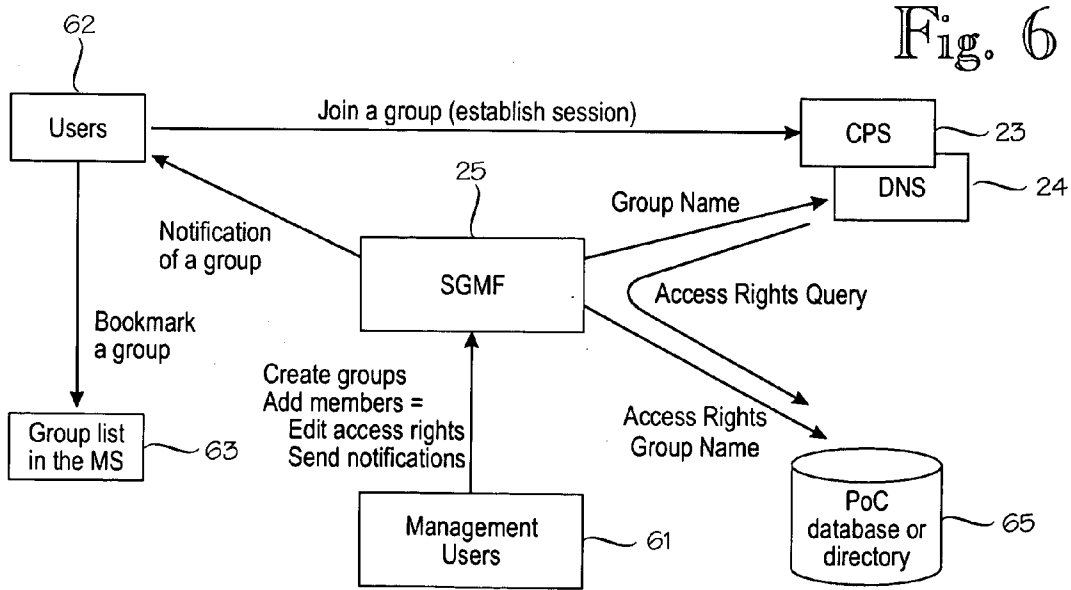 Fig. 6
62
Users
Join a group (establish session)
CPS
23
DNS
24
25
Group Name
Notification
of a group
SGMF
Access Rights Query
Bookmark
a group
Create groups
Add members =
Edit access rights
Send notifications
Access Rights
Group Name
Group list
in the MS
63
Management
Users
61
PoC
database or
directory
65